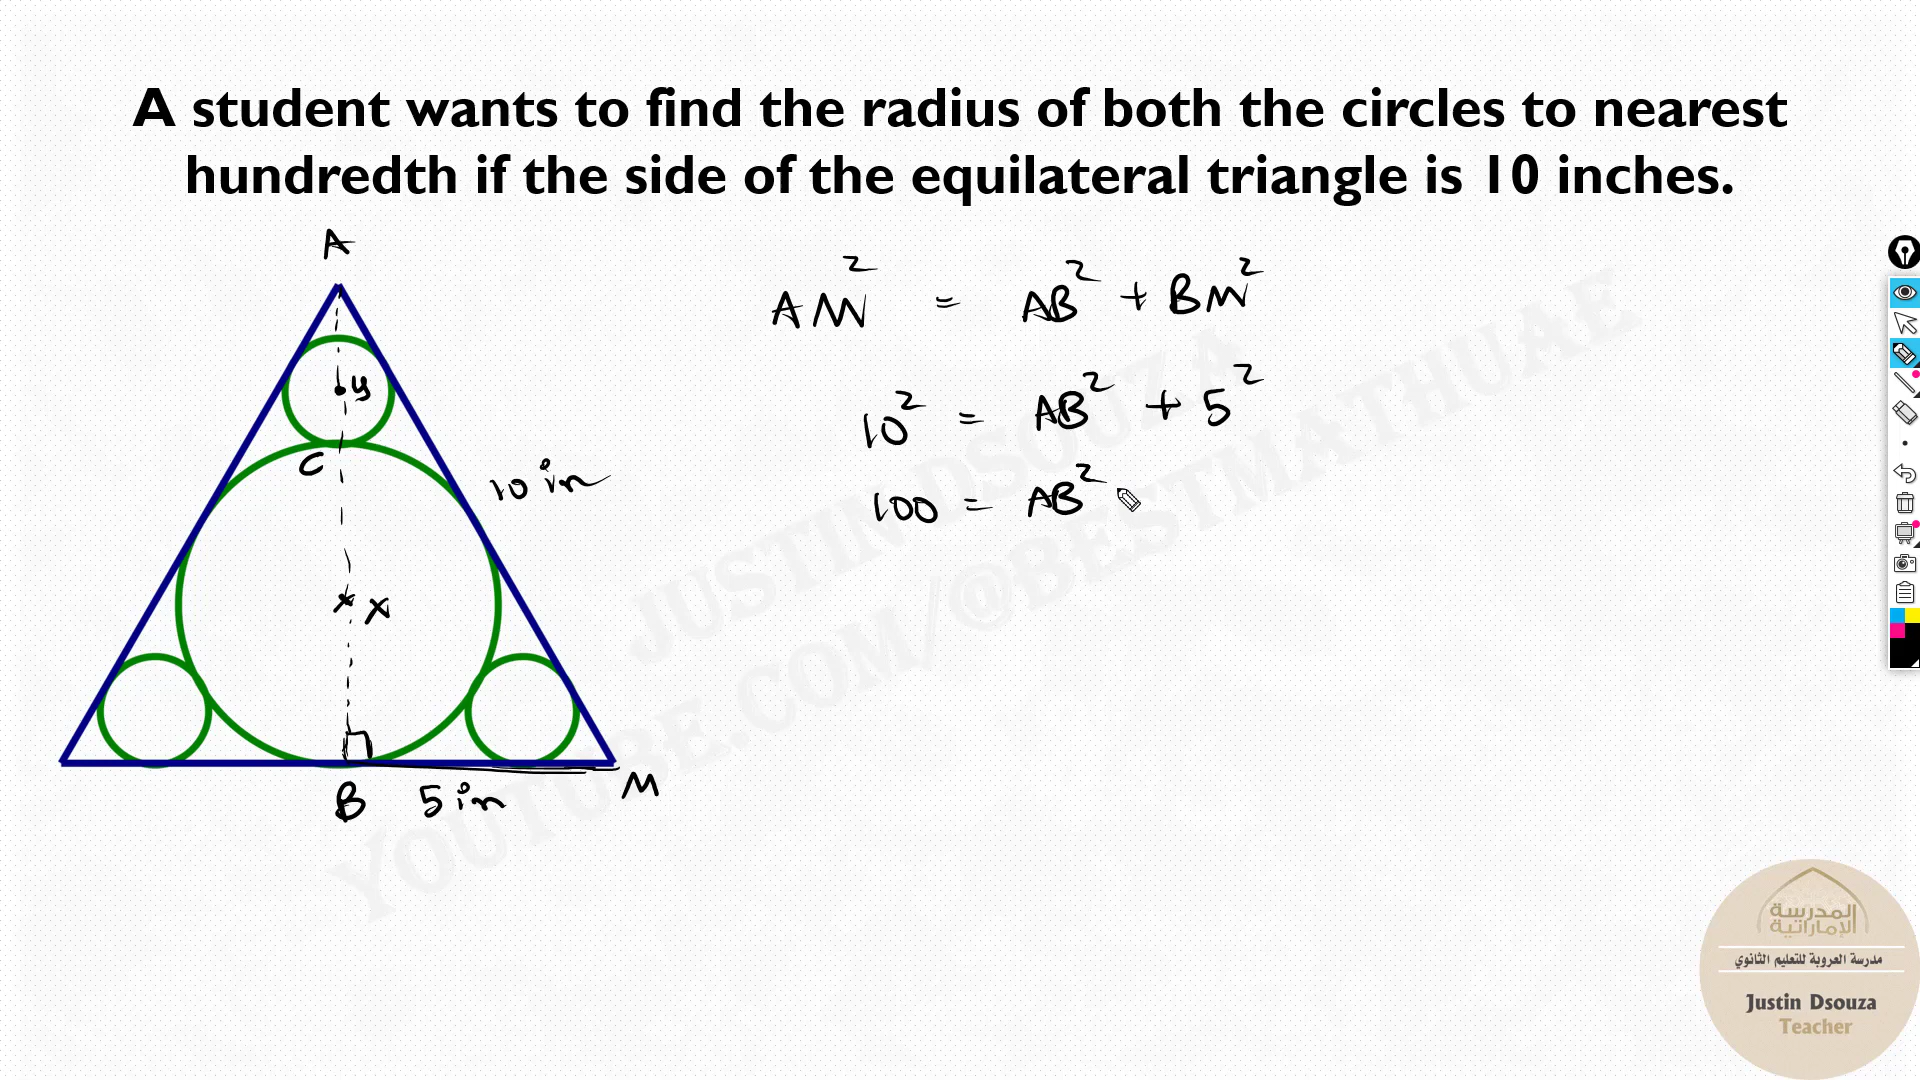 A student wants to find the radius of both the circles to nearest
hundredth if the side of the equilateral triangle is 10 inches.
A
AM² = AB² + BM²
y
10² = AB² + 5²
C
10 in
100 = AB²
x
B 5 in M
JUSTIN DSOUZA
YOUTUBE.COM/@BESTMATHUAE
المدرسة
الإماراتية
مدرسة العروبة للتعليم الثانوي
Justin Dsouza
Teacher